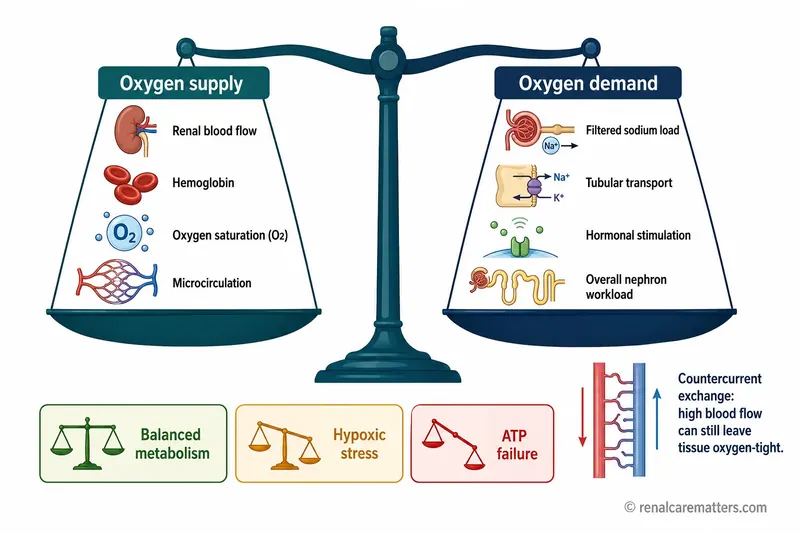 Oxygen supply
Renal blood flow
Hemoglobin
O₂
Oxygen saturation (O₂)
Microcirculation
Oxygen demand
Filtered sodium load
Na⁺
Tubular transport
Na⁺
K⁺
Hormonal stimulation
Overall nephron
workload
Balanced
metabolism
Hypoxic
stress
ATP
failure
Countercurrent
exchange:
high blood flow
can still leave
tissue oxygen-tight.
© renalcarematters.com